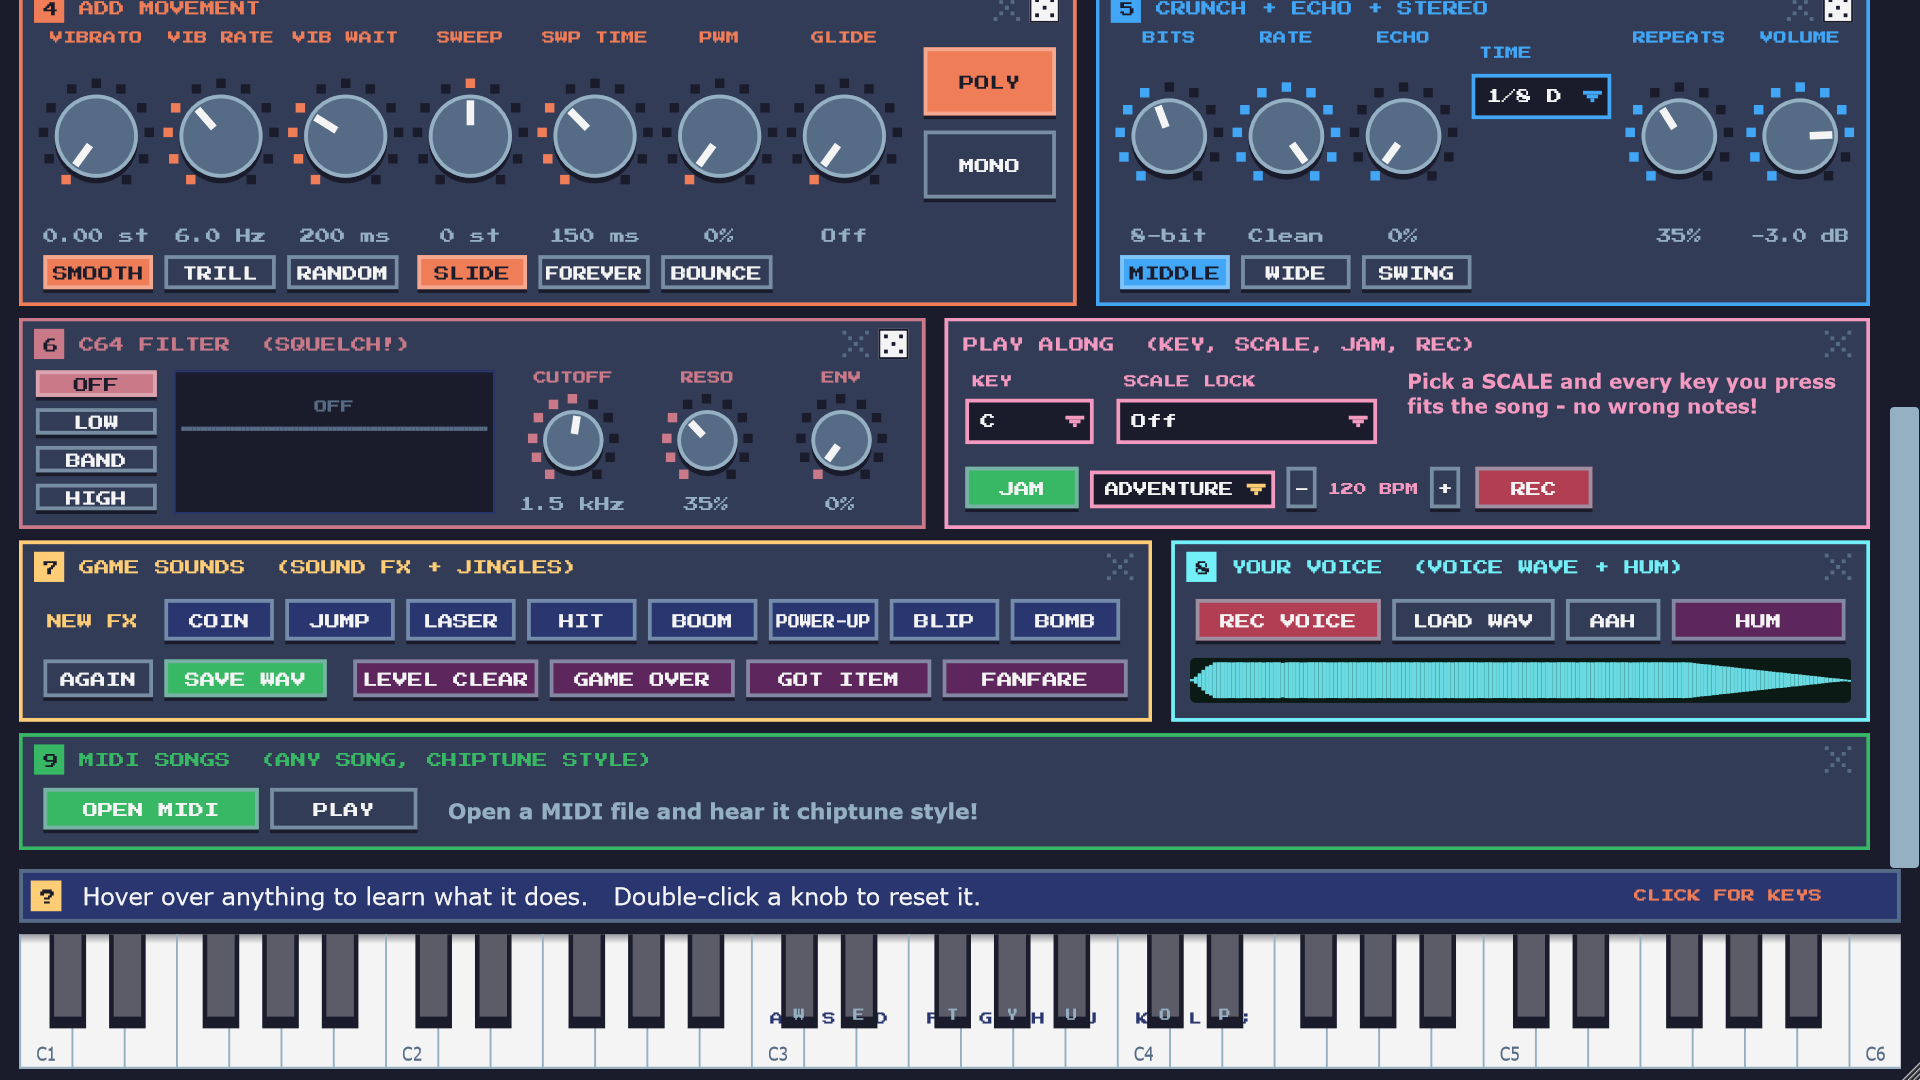 4 ADD MOVEMENT
VIBRATO VIB RATE VIB WAIT SWEEP SWP TIME PWM GLIDE
POLY
MONO
0.00 st 6.0 Hz 200 ms 0 st 150 ms 0% Off
SMOOTH TRILL RANDOM SLIDE FOREVER BOUNCE
5 CRUNCH + ECHO + STEREO
BITS RATE ECHO TIME REPEATS VOLUME
1/8 D
8-bit Clean 0% 35% -3.0 dB
MIDDLE WIDE SWING
6 C64 FILTER (SQUELCH!)
OFF
LOW
BAND
HIGH
OFF
CUTOFF RESO ENV
1.5 kHz 35% 0%
PLAY ALONG (KEY, SCALE, JAM, REC)
KEY SCALE LOCK
C Off
Pick a SCALE and every key you press
fits the song - no wrong notes!
JAM ADVENTURE - 120 BPM + REC
7 GAME SOUNDS (SOUND FX + JINGLES)
NEW FX COIN JUMP LASER HIT BOOM POWER-UP BLIP BOMB
AGAIN SAVE WAV LEVEL CLEAR GAME OVER GOT ITEM FANFARE
8 YOUR VOICE (VOICE WAVE + HUM)
REC VOICE LOAD WAV AAH HUM
9 MIDI SONGS (ANY SONG, CHIPTUNE STYLE)
OPEN MIDI PLAY Open a MIDI file and hear it chiptune style!
? Hover over anything to learn what it does. Double-click a knob to reset it. CLICK FOR KEYS
A W S E D F T G Y H U J K O L P ;
C1 C2 C3 C4 C5 C6